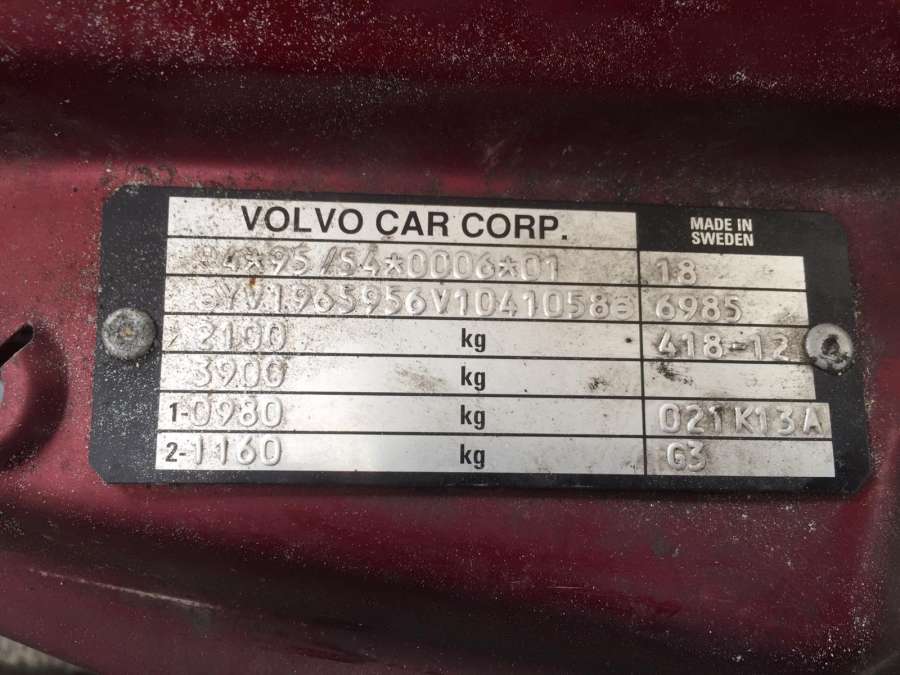 VOLVO CAR CORP.
MADE IN
SWEDEN
4*95/54*0006*01 18
YV1965956V1041058 6985
2100 kg 418-12
3900 kg
1-0980 kg 021K13A
2-1160 kg G3